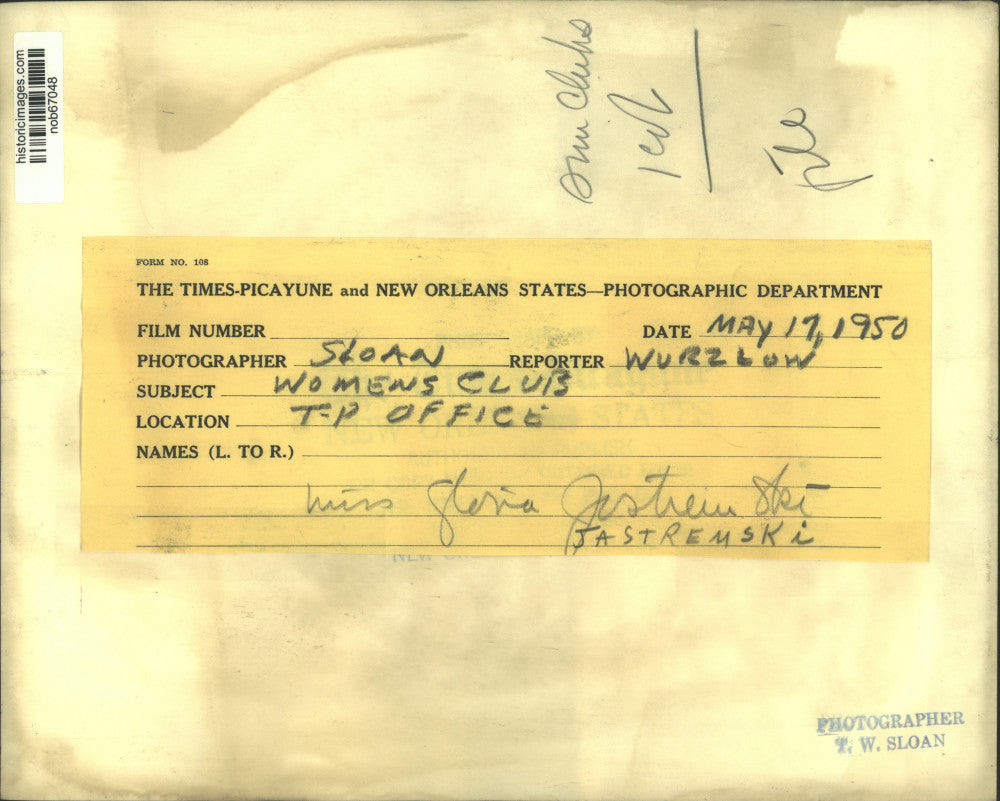 historicimages.com
nob67048
Clubs
file
FORM NO. 108
THE TIMES-PICAYUNE and NEW ORLEANS STATES—PHOTOGRAPHIC DEPARTMENT
FILM NUMBER DATE MAY 17, 1950
PHOTOGRAPHER SLOAN REPORTER WURZLOW
SUBJECT WOMENS CLUB
LOCATION T-P OFFICE
NAMES (L. TO R.)
Miss Gloria Jastremski
JASTREMSKi
PHOTOGRAPHER
T. W. SLOAN